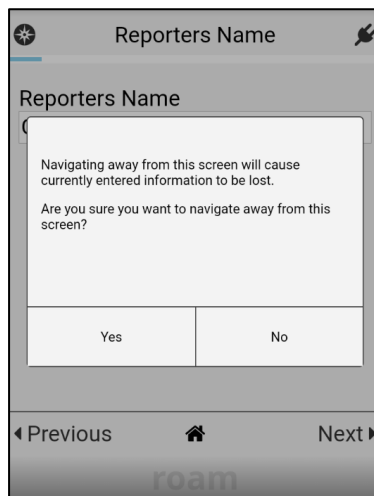 Reporters Name
Reporters Name
Navigating away from this screen will cause
currently entered information to be lost.
Are you sure you want to navigate away from this
screen?
Yes No
Previous Next
roam